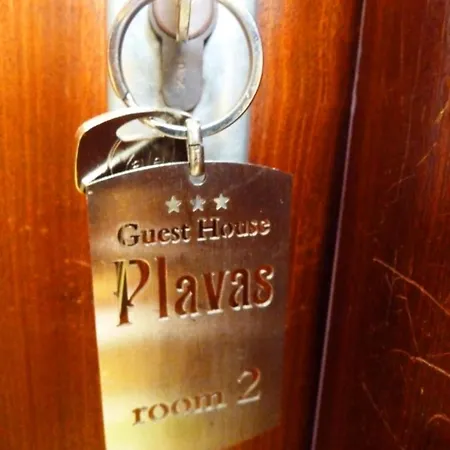 ★★★
Guest House
Plavas
room 2